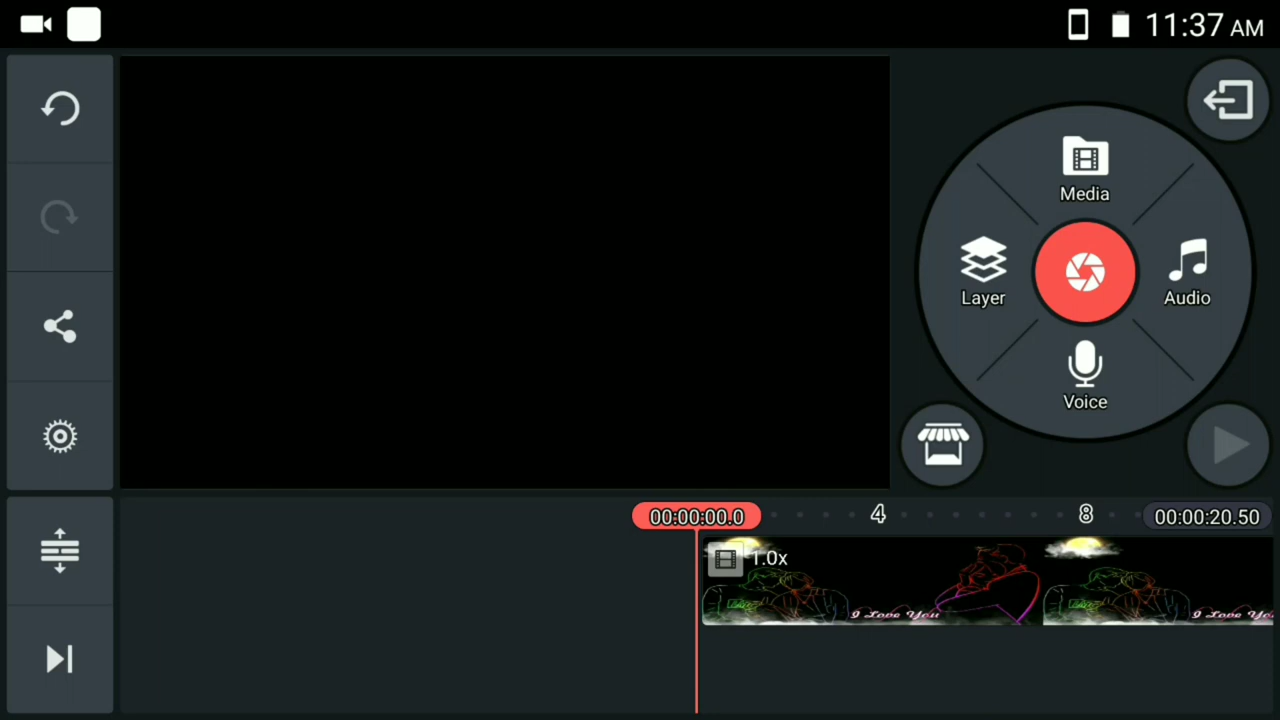 11:37 AM
Media
Layer
Audio
Voice
00:00:00.0
4
8
00:00:20.50
1.0x
I Love You
I Love You